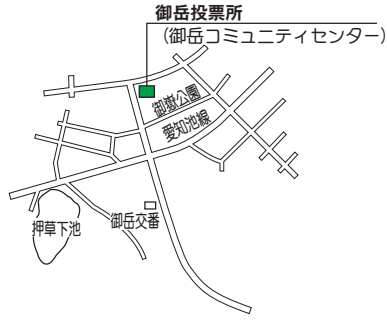 御岳投票所
（御岳コミュニティセンター）
御嶽公園
愛知池線
御岳交番
押草下池